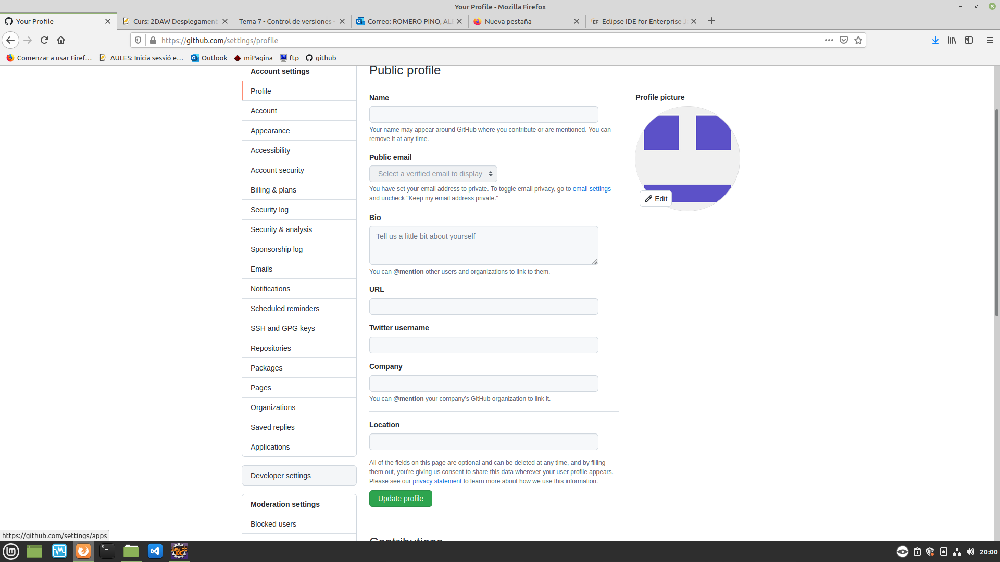 Your Profile - Mozilla Firefox
Your Profile
Curs: 2DAW Desplegament
Tema 7 - Control de versiones -
Correo: ROMERO PINO, ALE
Nueva pestaña
Eclipse IDE for Enterprise J
https://github.com/settings/profile
Comenzar a usar Firef…
AULES: Inicia sessió e…
Outlook
miPagina
ftp
github
Account settings
Profile
Account
Appearance
Accessibility
Account security
Billing & plans
Security log
Security & analysis
Sponsorship log
Emails
Notifications
Scheduled reminders
SSH and GPG keys
Repositories
Packages
Pages
Organizations
Saved replies
Applications
Developer settings
Moderation settings
Blocked users
Public profile
Name
Your name may appear around GitHub where you contribute or are mentioned. You can
remove it at any time.
Public email
Select a verified email to display
You have set your email address to private. To toggle email privacy, go to email settings
and uncheck "Keep my email address private."
Bio
Tell us a little bit about yourself
You can @mention other users and organizations to link to them.
URL
Twitter username
Company
You can @mention your company's GitHub organization to link it.
Location
All of the fields on this page are optional and can be deleted at any time, and by filling
them out, you're giving us consent to share this data wherever your user profile appears.
Please see our privacy statement to learn more about how we use this information.
Update profile
Contributions
Profile picture
Edit
https://github.com/settings/apps
Java EE
IDE
20:00